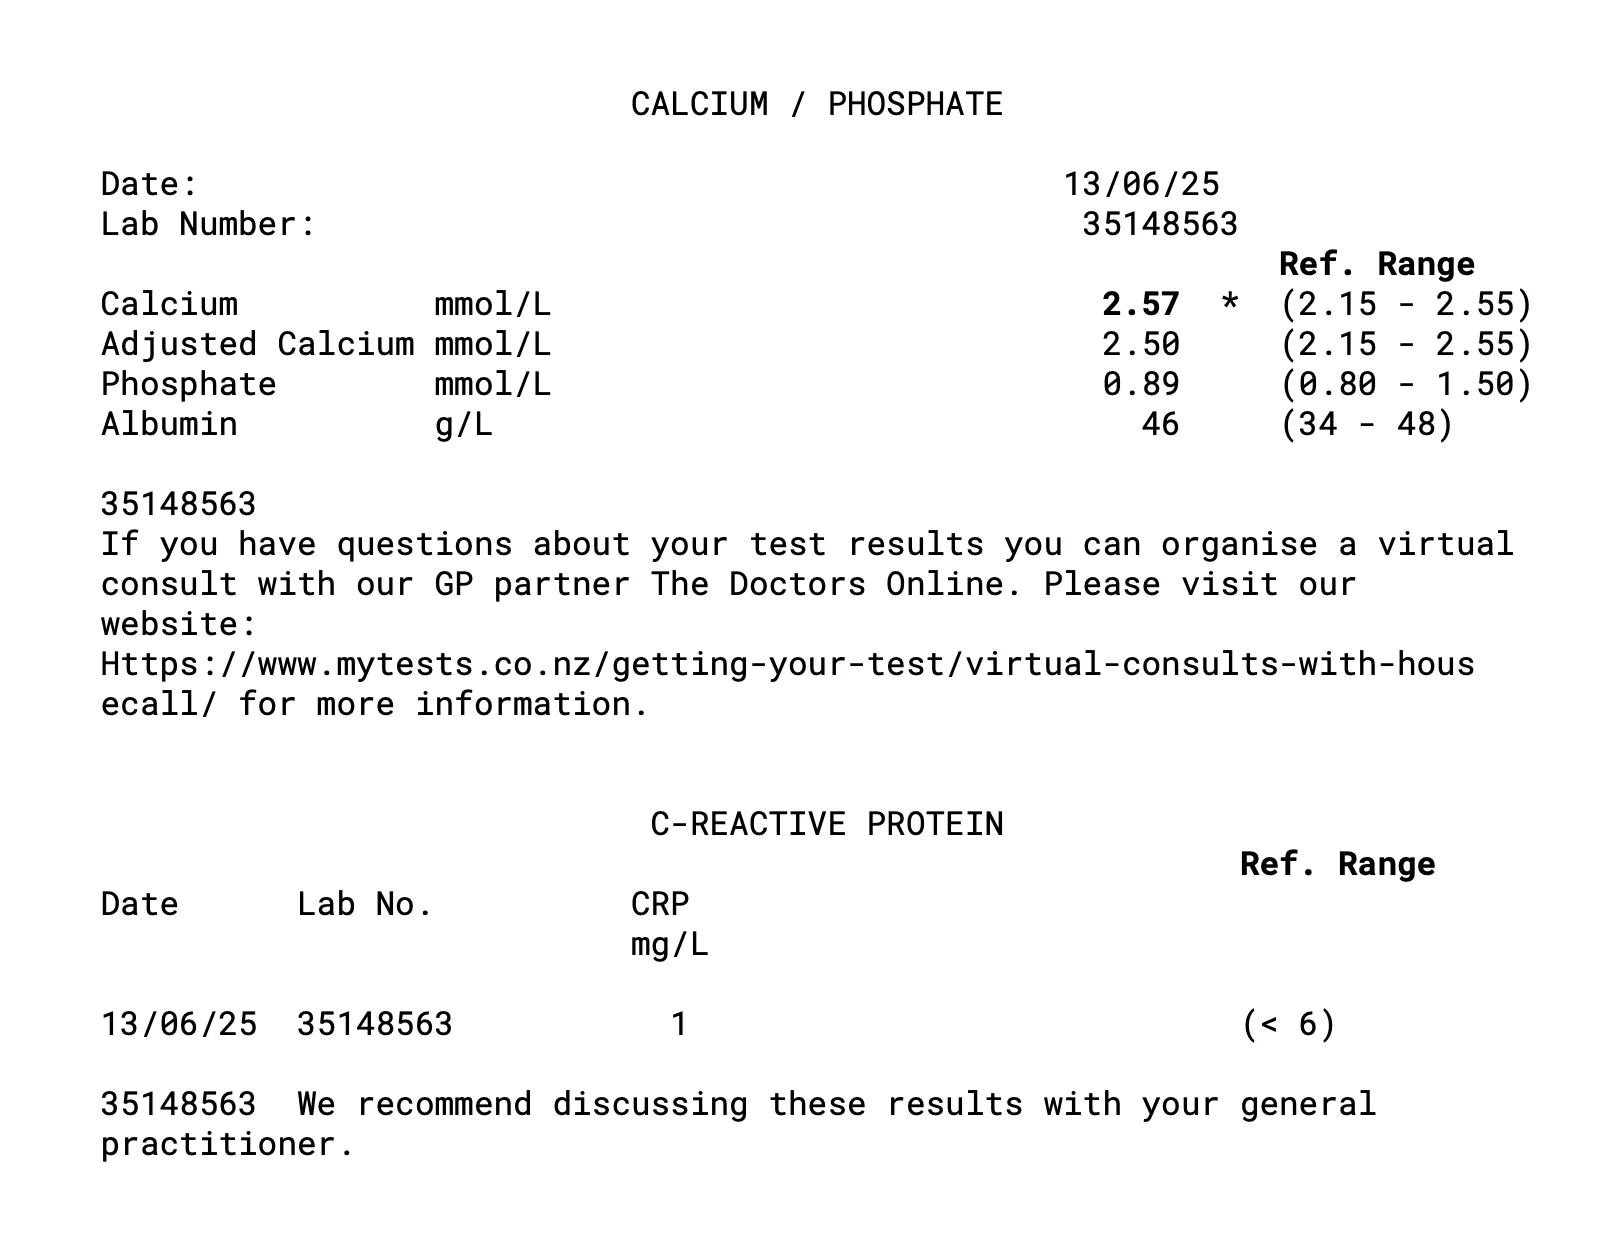 CALCIUM / PHOSPHATE
Date: 13/06/25
Lab Number: 35148563
Ref. Range
Calcium mmol/L 2.57 * (2.15 - 2.55)
Adjusted Calcium mmol/L 2.50 (2.15 - 2.55)
Phosphate mmol/L 0.89 (0.80 - 1.50)
Albumin g/L 46 (34 - 48)
35148563
If you have questions about your test results you can organise a virtual
consult with our GP partner The Doctors Online. Please visit our
website:
Https://www.mytests.co.nz/getting-your-test/virtual-consults-with-hous
ecall/ for more information.
C-REACTIVE PROTEIN
Ref. Range
Date Lab No. CRP
mg/L
13/06/25 35148563 1 (< 6)
35148563 We recommend discussing these results with your general
practitioner.